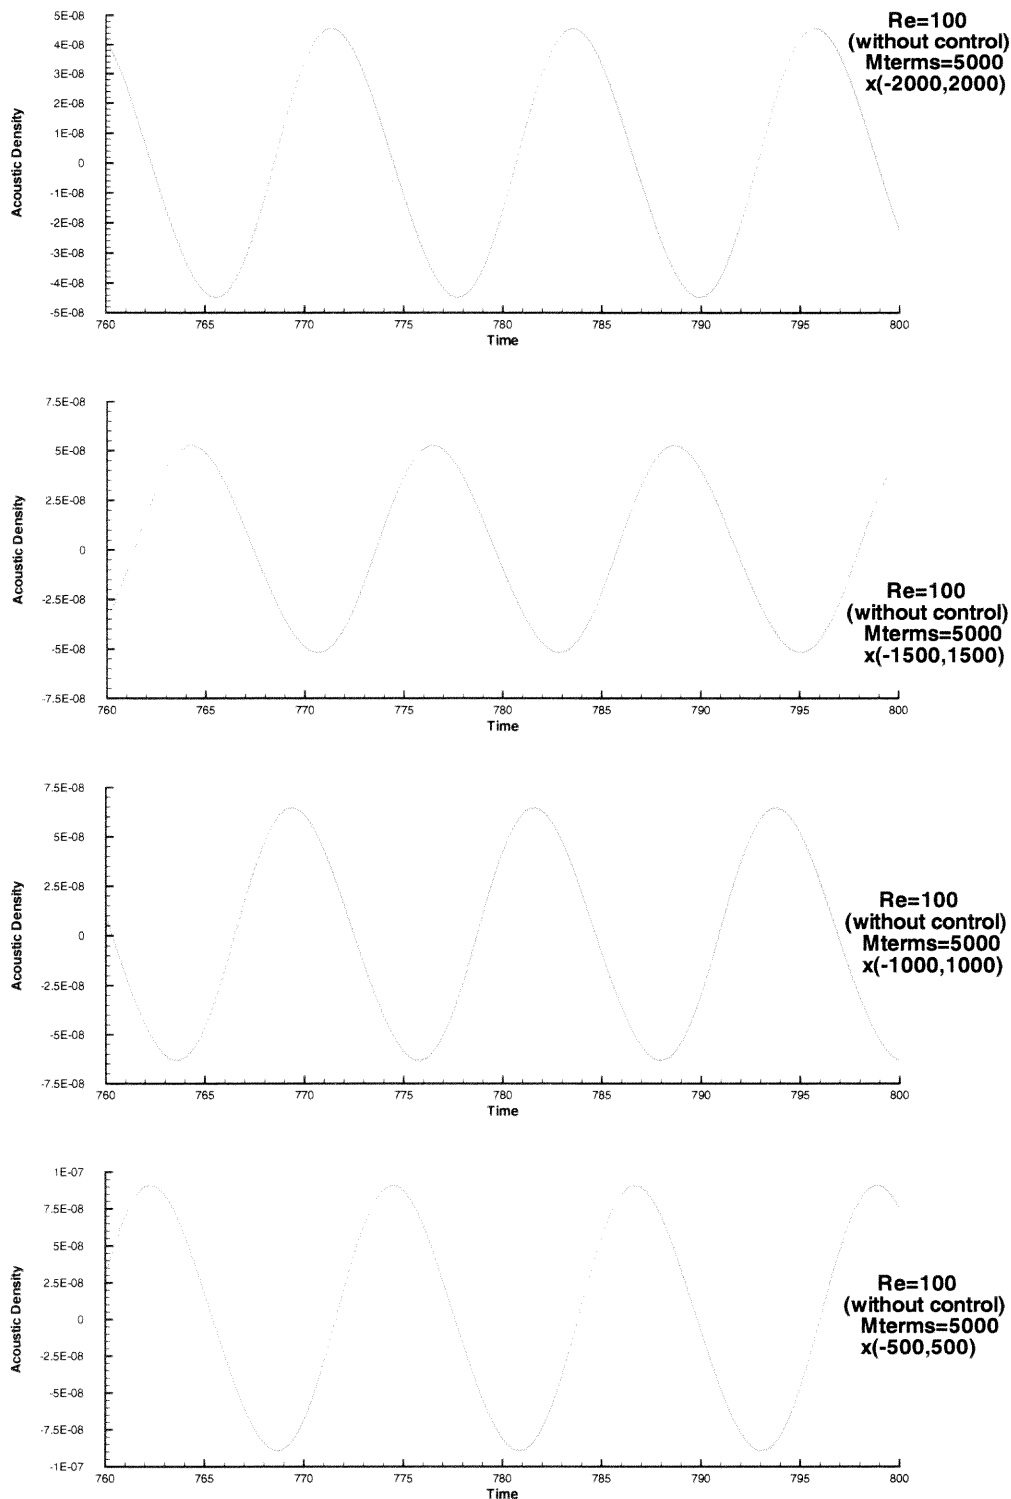 5E-08
4E-08
3E-08
2E-08
1E-08
0
-1E-08
-2E-08
-3E-08
-4E-08
-5E-08
Acoustic Density
760 765 770 775 780 785 790 795 800
Time
Re=100
(without control)
Mterms=5000
x(-2000,2000)
7.5E-08
5E-08
2.5E-08
0
-2.5E-08
-5E-08
-7.5E-08
Acoustic Density
760 765 770 775 780 785 790 795 800
Time
Re=100
(without control)
Mterms=5000
x(-1500,1500)
7.5E-08
5E-08
2.5E-08
0
-2.5E-08
-5E-08
-7.5E-08
Acoustic Density
760 765 770 775 780 785 790 795 800
Time
Re=100
(without control)
Mterms=5000
x(-1000,1000)
1E-07
7.5E-08
5E-08
2.5E-08
0
-2.5E-08
-5E-08
-7.5E-08
-1E-07
Acoustic Density
760 765 770 775 780 785 790 795 800
Time
Re=100
(without control)
Mterms=5000
x(-500,500)